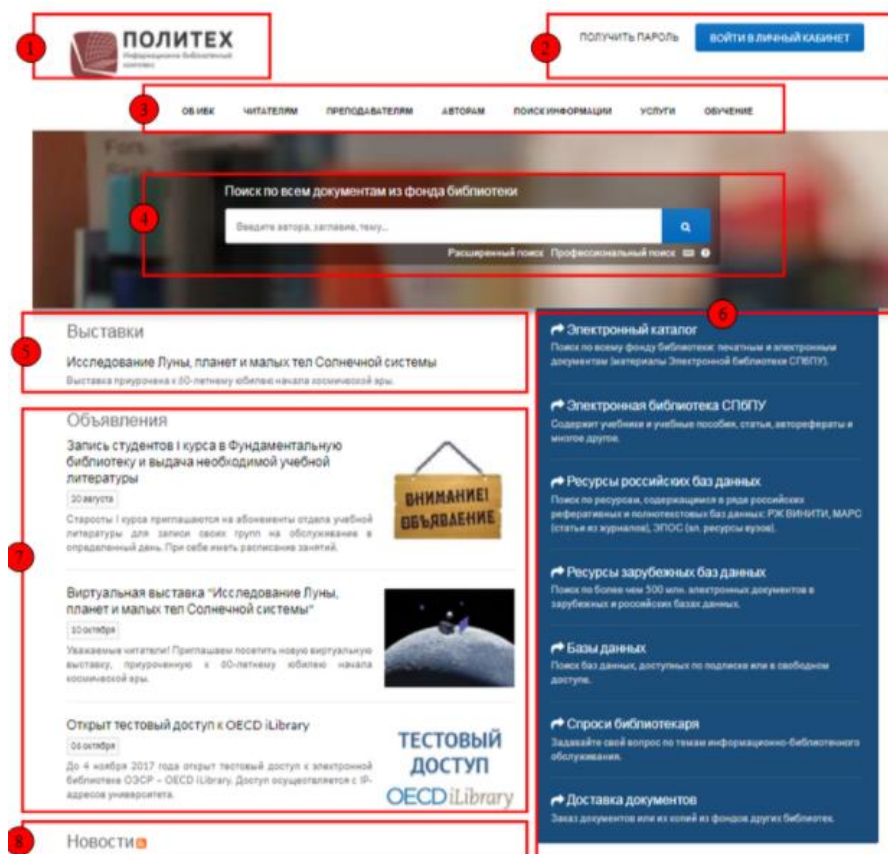 1
ПОЛИТЕХ
Информационно-библиотечный
комплекс
2
ПОЛУЧИТЬ ПАРОЛЬ
ВОЙТИ В ЛИЧНЫЙ КАБИНЕТ
3
ОБ ИБК ЧИТАТЕЛЯМ ПРЕПОДАВАТЕЛЯМ АВТОРАМ ПОИСК ИНФОРМАЦИИ УСЛУГИ ОБУЧЕНИЕ
4
Поиск по всем документам из фонда библиотеки
Введите автора, заглавие, тему...
Расширенный поиск Профессиональный поиск
5
Выставки
Исследование Луны, планет и малых тел Солнечной системы
Выставка приурочена к 60-летнему юбилею начала космической эры.
7
Объявления
Запись студентов I курса в Фундаментальную
библиотеку и выдача необходимой учебной
литературы
30 августа
Старосты I курса приглашаются на абонементы отдела учебной
литературы для записи своих групп на обслуживание в
определенный день. При себе иметь расписание занятий.
ВНИМАНИЕ!
ОБЪЯВЛЕНИЕ
Виртуальная выставка "Исследование Луны,
планет и малых тел Солнечной системы"
10 октября
Уважаемые читатели! Приглашаем посетить новую виртуальную
выставку, приуроченную к 60-летнему юбилею начала
космической эры.
Открыт тестовый доступ к OECD iLibrary
06 октября
До 4 ноября 2017 года открыт тестовый доступ к электронной
библиотеке ОЭСР – OECD iLibrary. Доступ осуществляется с IP-
адресов университета.
ТЕСТОВЫЙ
ДОСТУП
OECD iLibrary
8
Новости
6
Электронный каталог
Поиск по всему фонду библиотеки: печатным и электронным
документам (материалы Электронной библиотеки СПбПУ).
Электронная библиотека СПбПУ
Содержит учебники и учебные пособия, статьи, авторефераты и
многое другое.
Ресурсы российских баз данных
Поиск по ресурсам, содержащимся в ряде российских
реферативных и полнотекстовых баз данных: РЖ ВИНИТИ, МАРС
(статьи из журналов), ЭПОС (эл. ресурсы вузов).
Ресурсы зарубежных баз данных
Поиск по более чем 500 млн. электронных документов в
зарубежных и российских базах данных.
Базы данных
Поиск баз данных, доступных по подписке или в свободном
доступе.
Спроси библиотекаря
Задавайте свой вопрос по темам информационно-библиотечного
обслуживания.
Доставка документов
Заказ документов или их копий из фондов других библиотек.